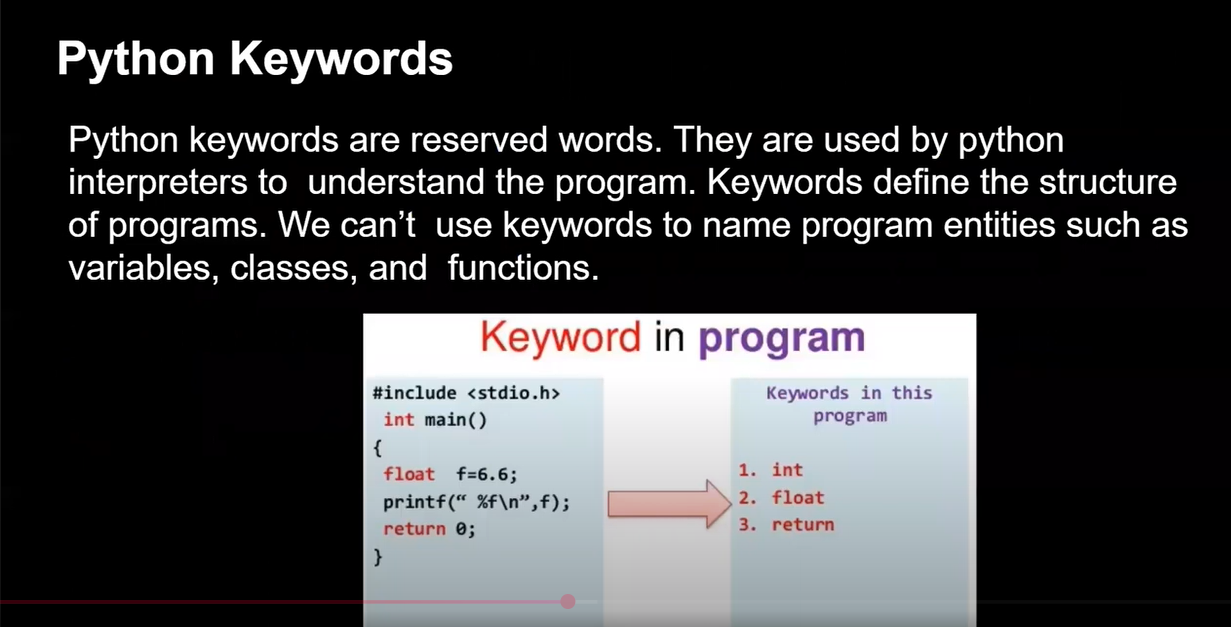 Python Keywords
Python keywords are reserved words. They are used by python
interpreters to  understand the program. Keywords define the structure
of programs. We can’t  use keywords to name program entities such as
variables, classes, and  functions.
Keyword in program
#include <stdio.h>
int main()
{
float  f=6.6;
printf(“ %f\n”,f);
return 0;
}
Keywords in this
program
1. int
2. float
3. return